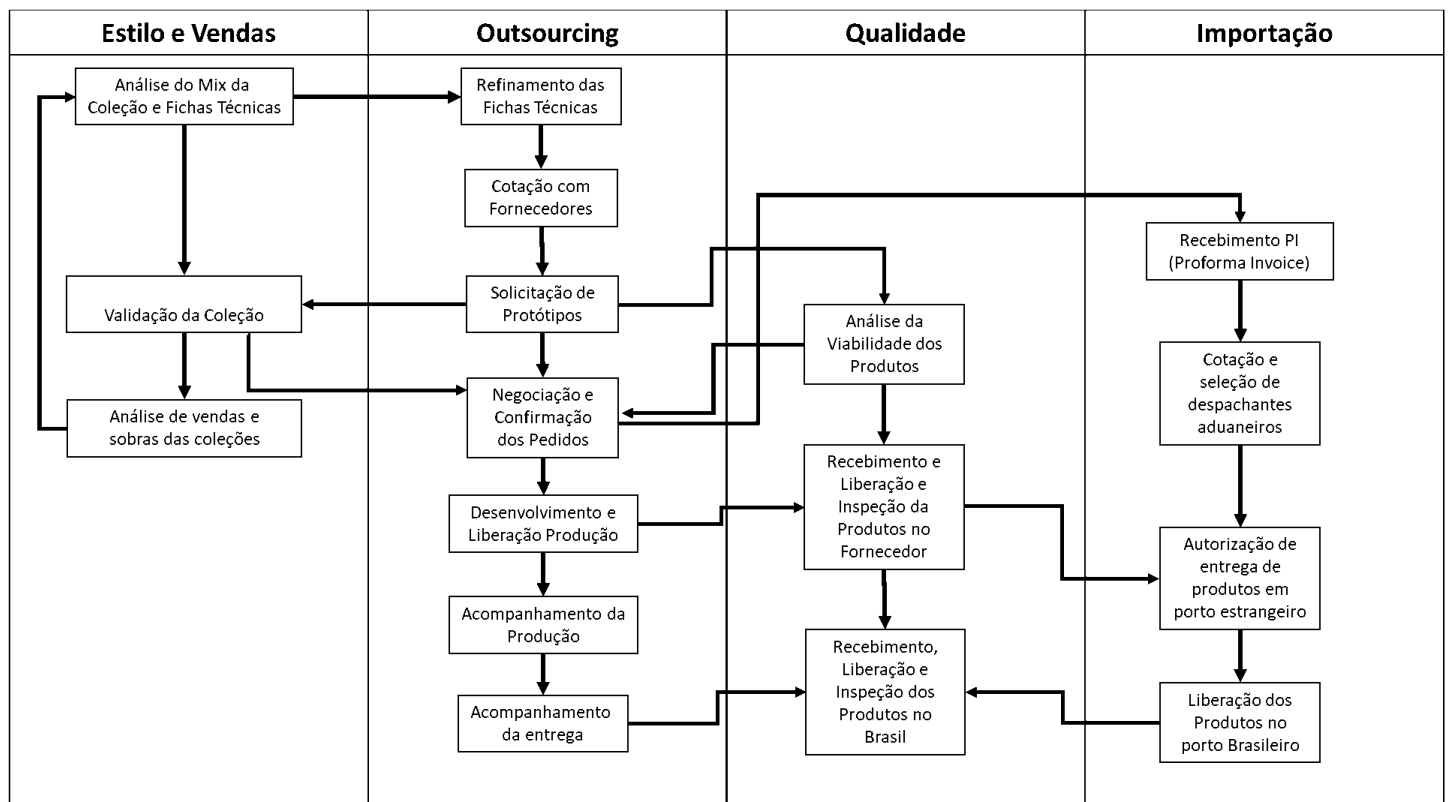 Estilo e Vendas
Outsourcing
Qualidade
Importação
Análise do Mix da
Coleção e Fichas Técnicas
Validação da Coleção
Análise de vendas e
sobras das coleções
Refinamento das
Fichas Técnicas
Cotação com
Fornecedores
Solicitação de
Protótipos
Negociação e
Confirmação
dos Pedidos
Desenvolvimento e
Liberação Produção
Acompanhamento da
Produção
Acompanhamento
da entrega
Análise da
Viabilidade dos
Produtos
Recebimento e
Liberação e
Inspeção da
Produtos no
Fornecedor
Recebimento,
Liberação e
Inspeção dos
Produtos no
Brasil
Recebimento PI
(Proforma Invoice)
Cotação e
seleção de
despachantes
aduaneiros
Autorização de
entrega de
produtos em
porto estrangeiro
Liberação dos
Produtos no
porto Brasileiro